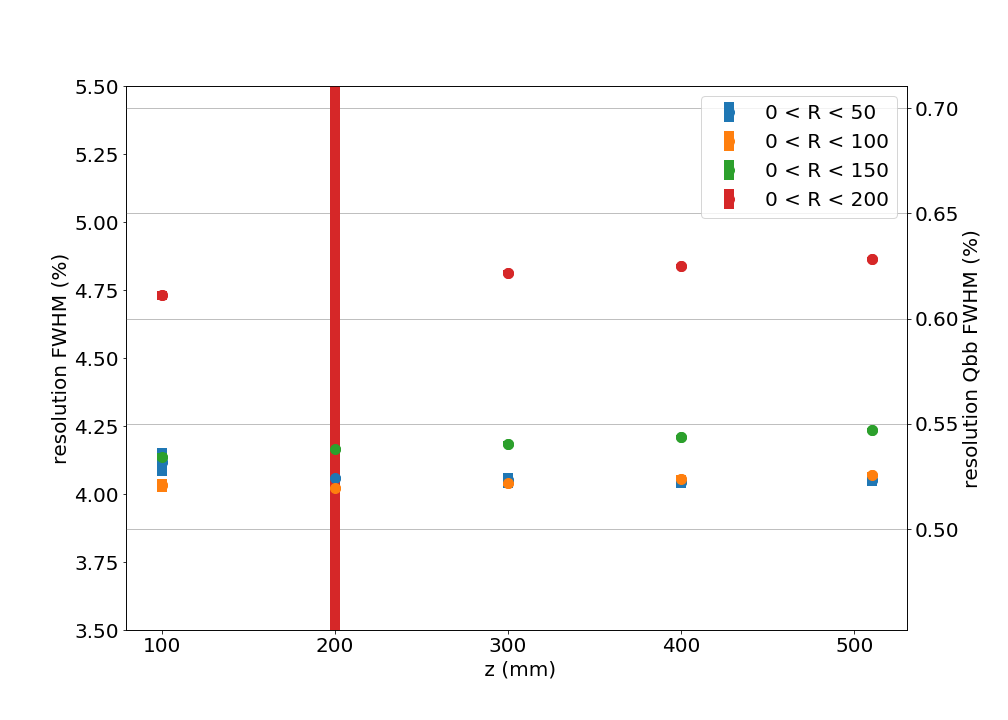 5.50
5.25
5.00
4.75
4.50
4.25
4.00
3.75
3.50
resolution FWHM (%)
100
200
300
400
500
z (mm)
0 < R < 50
0 < R < 100
0 < R < 150
0 < R < 200
0.70
0.65
0.60
0.55
0.50
resolution Qbb FWHM (%)